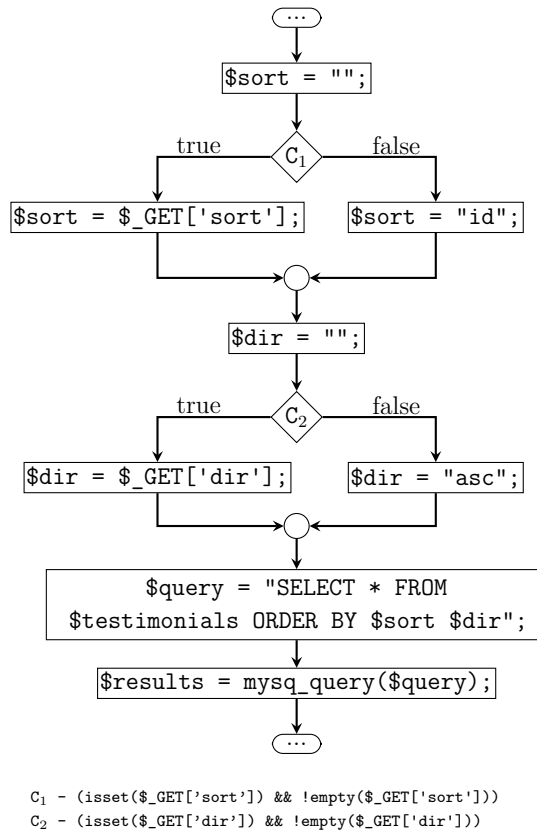 ...
$sort = "";
C₁
true
false
$sort = $_GET['sort'];
$sort = "id";
$dir = "";
C₂
true
false
$dir = $_GET['dir'];
$dir = "asc";
$query = "SELECT * FROM
$testimonials ORDER BY $sort $dir";
$results = mysq_query($query);
...
C₁ - (isset($_GET[’sort’]) && !empty($_GET['sort']))
C₂ - (isset($_GET[’dir’]) && !empty($_GET['dir']))